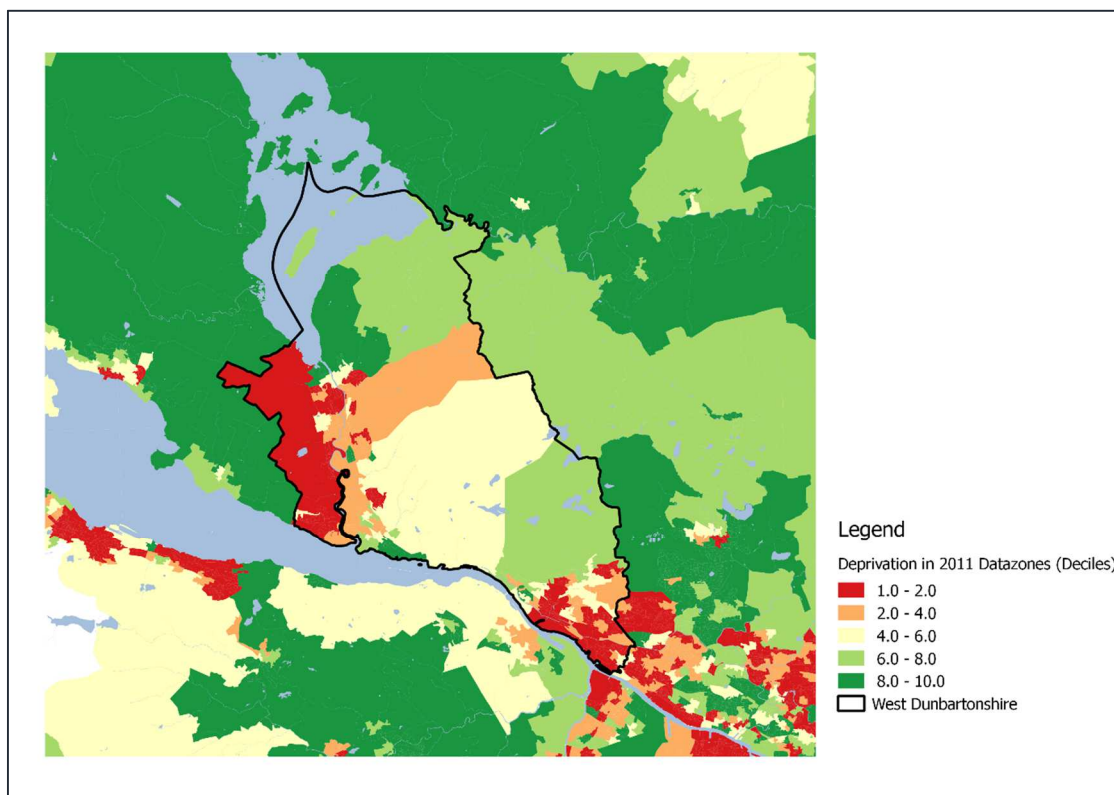 Legend
Deprivation in 2011 Datazones (Deciles)
1.0 - 2.0
2.0 - 4.0
4.0 - 6.0
6.0 - 8.0
8.0 - 10.0
West Dunbartonshire